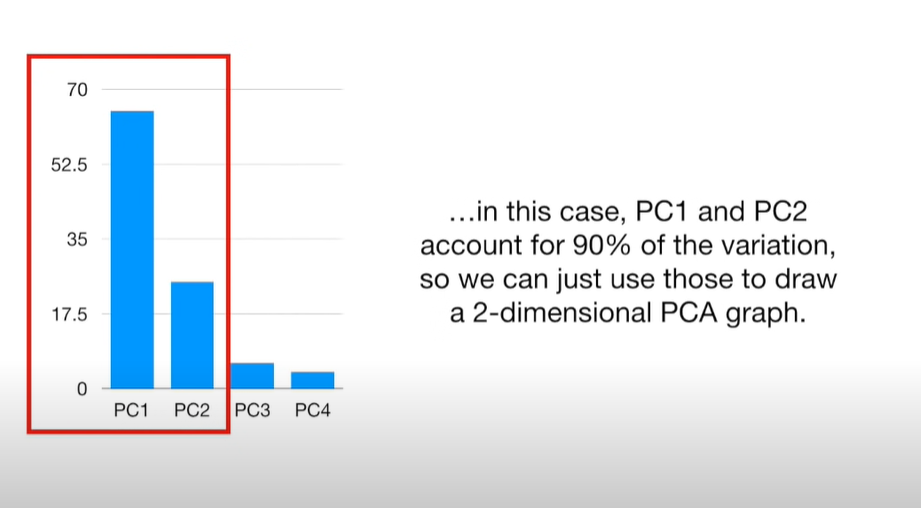 70
52.5
35
17.5
0
PC1 PC2 PC3 PC4
…in this case, PC1 and PC2
account for 90% of the variation,
so we can just use those to draw
a 2-dimensional PCA graph.